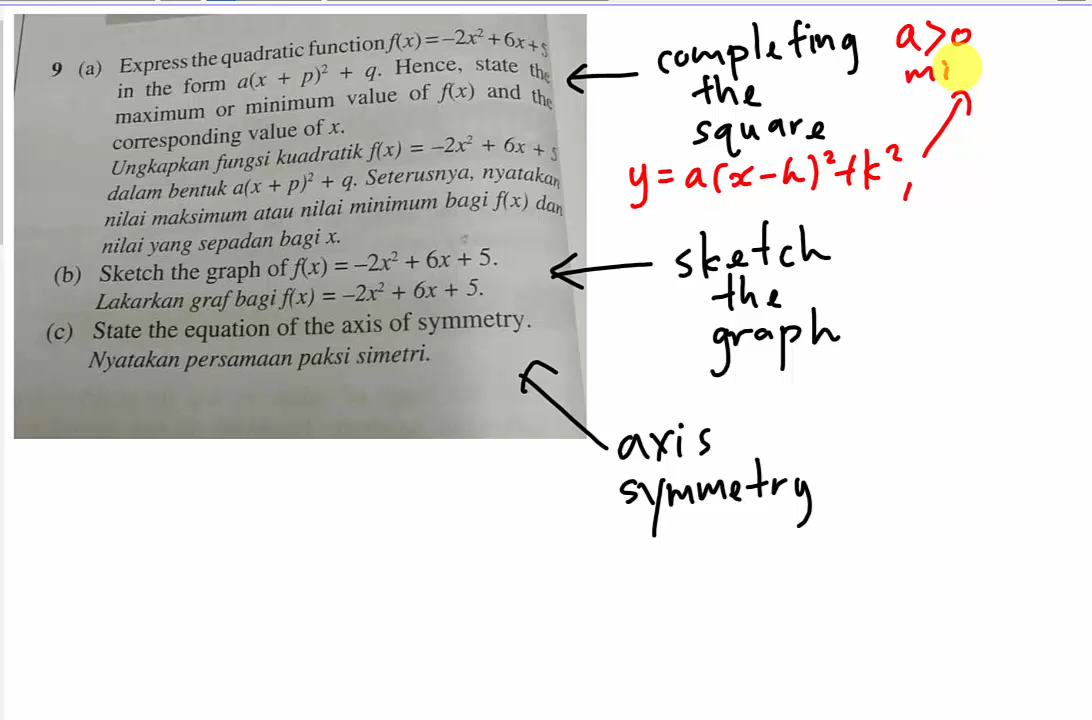 9 (a) Express the quadratic function f(x) = –2x² + 6x + 5
in the form a(x + p)² + q. Hence, state the
maximum or minimum value of f(x) and the
corresponding value of x.
Ungkapkan fungsi kuadratik f(x) = –2x² + 6x + 5
dalam bentuk a(x + p)² + q. Seterusnya, nyatakan
nilai maksimum atau nilai minimum bagi f(x) dan
nilai yang sepadan bagi x.
(b) Sketch the graph of f(x) = –2x² + 6x + 5.
Lakarkan graf bagi f(x) = –2x² + 6x + 5.
(c) State the equation of the axis of symmetry.
Nyatakan persamaan paksi simetri.
completing
the
square
a>0
mi
y = a(x-h)²+k²,
sketch
the
graph
axis
symmetry